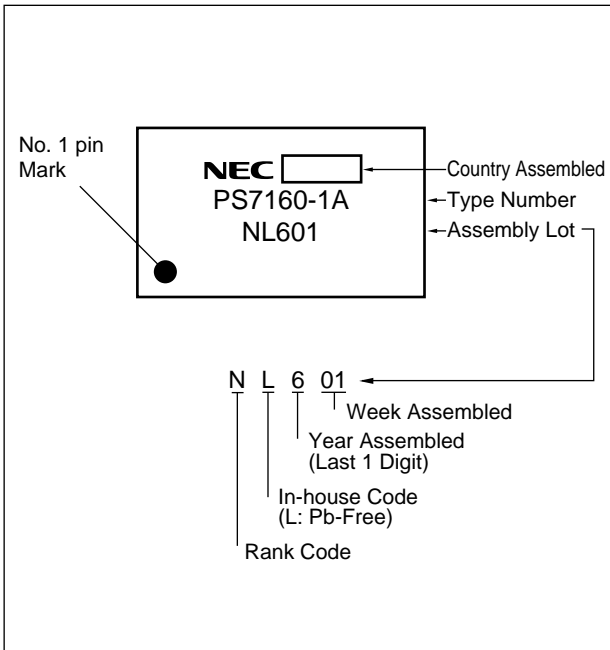 No. 1 pin
Mark
NEC
Country Assembled
PS7160-1A
Type Number
NL601
Assembly Lot
N L 6 01
Week Assembled
Year Assembled
(Last 1 Digit)
In-house Code
(L: Pb-Free)
Rank Code